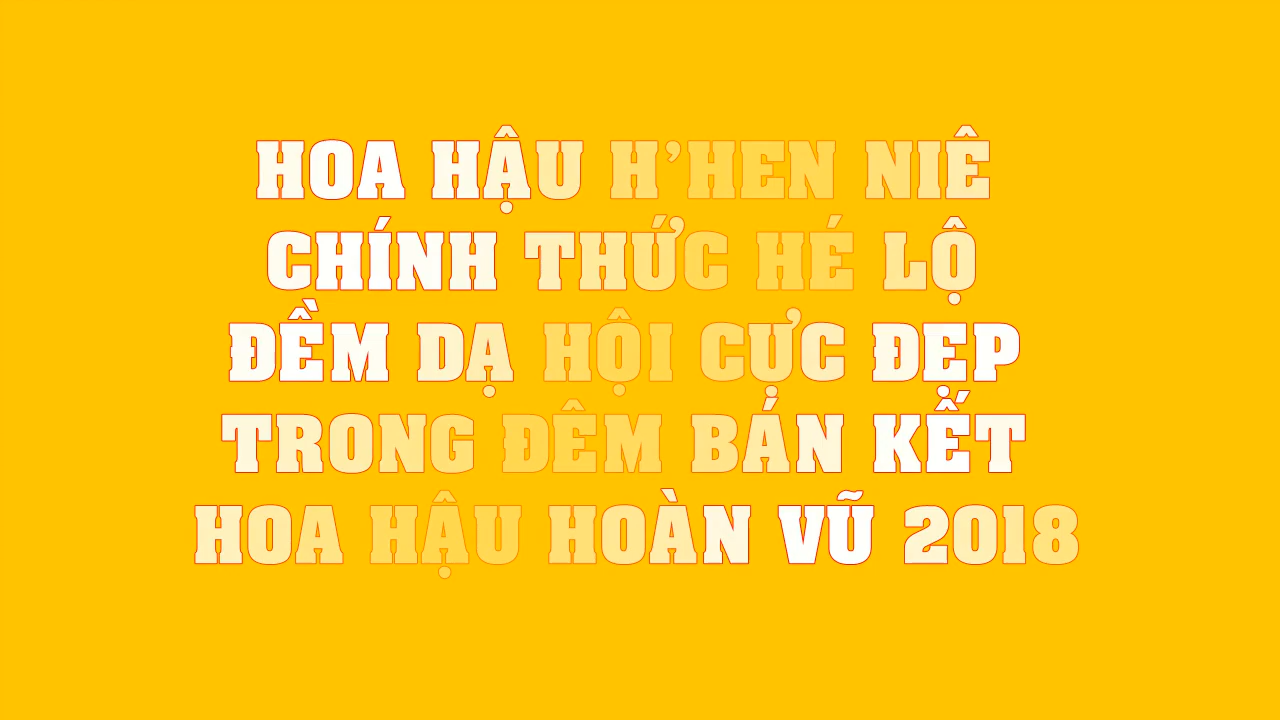 HOA HẬU H’HEN NIÊ
CHÍNH THỨC HÉ LỘ
ĐỀM DẠ HỘI CỰC ĐẸP
TRONG ĐÊM BÁN KẾT
HOA HẬU HOÀN VŨ 2018